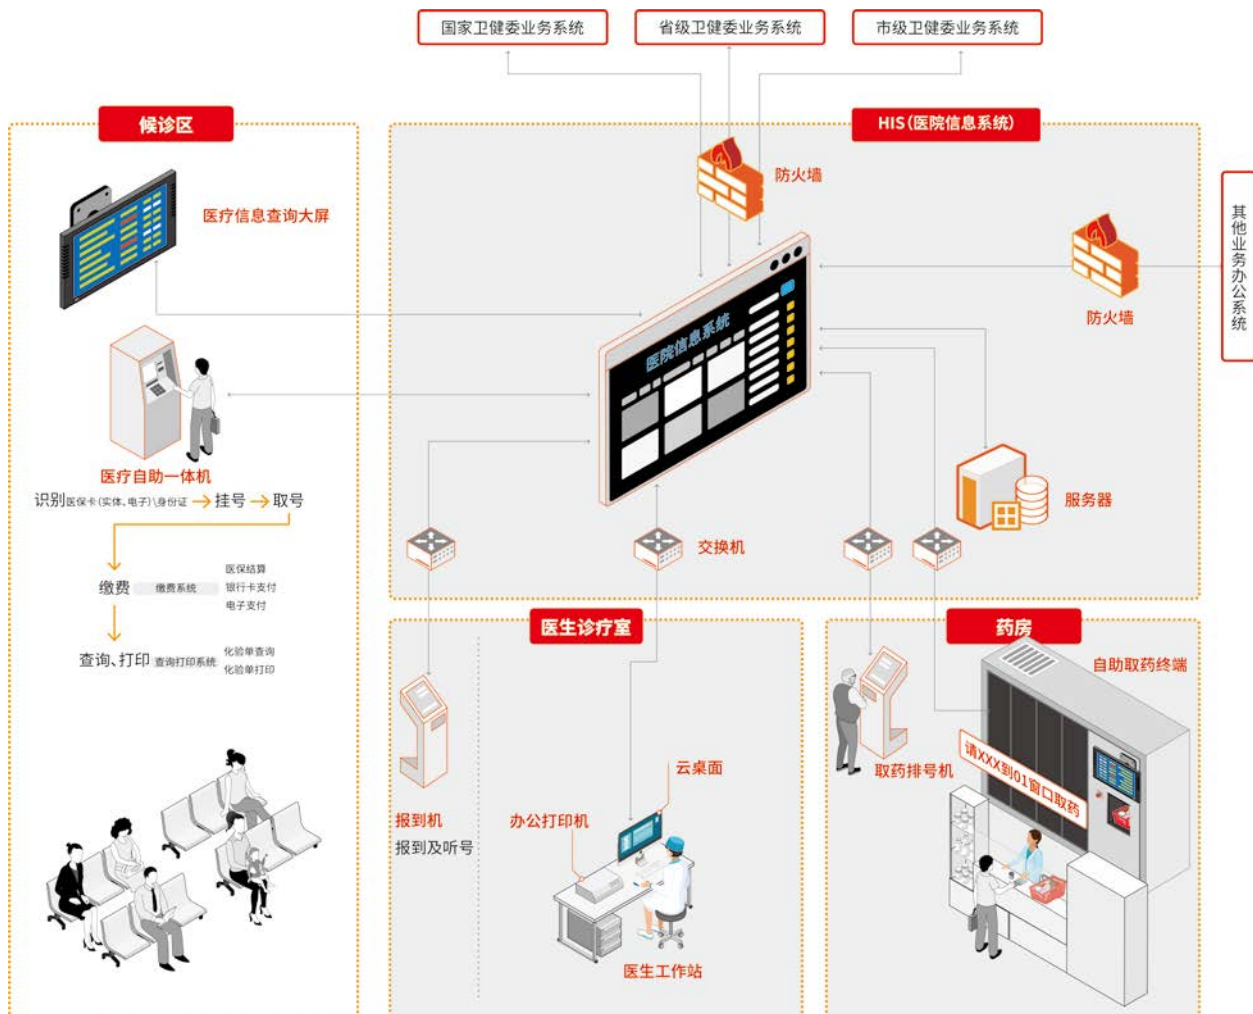 国家卫健委业务系统
省级卫健委业务系统
市级卫健委业务系统
候诊区
HIS(医院信息系统)
医疗信息查询大屏
防火墙
其他业务办公系统
防火墙
医院信息系统
医疗自助一体机
识别医保卡(实体、电子)\身份证
挂号
取号
服务器
交换机
缴费
缴费系统
医保结算
银行卡支付
电子支付
查询、打印
查询打印系统
化验单查询
化验单打印
医生诊疗室
药房
自助取药终端
请XXX到01窗口取药
取药排号机
云桌面
报到机
报到及听号
办公打印机
医生工作站